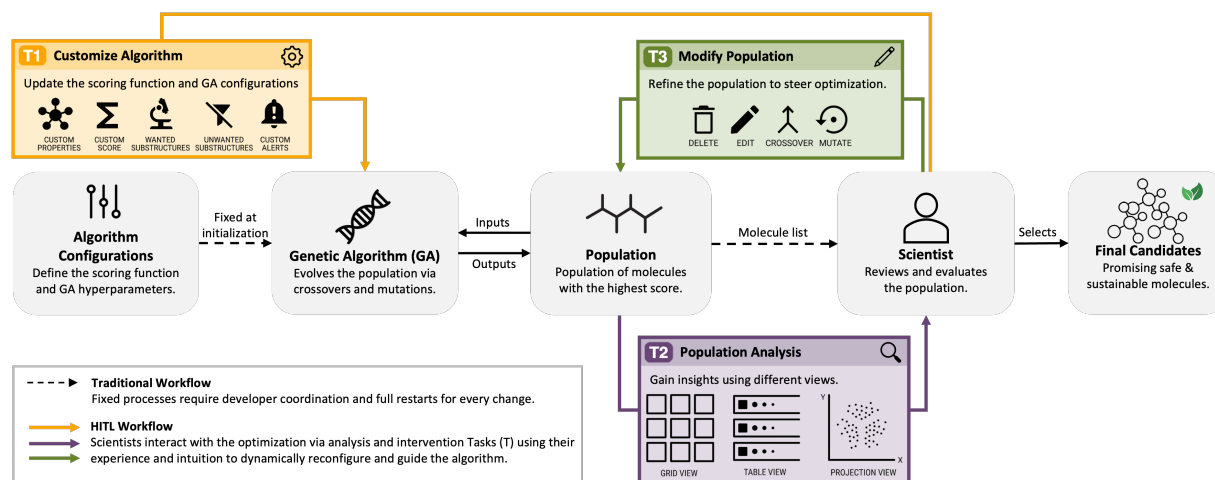 T1 Customize Algorithm
Update the scoring function and GA configurations
CUSTOM
PROPERTIES
CUSTOM
SCORE
WANTED
SUBSTRUCTURES
UNWANTED
SUBSTRUCTURES
CUSTOM
ALERTS
T3 Modify Population
Refine the population to steer optimization.
DELETE EDIT CROSSOVER MUTATE
Algorithm
Configurations
Define the scoring function
and GA hyperparameters.
Fixed at
initialization
Genetic Algorithm (GA)
Evolves the population via
crossovers and mutations.
Inputs
Outputs
Population
Population of molecules
with the highest score.
Molecule list
Scientist
Reviews and evaluates
the population.
Selects
Final Candidates
Promising safe &
sustainable molecules.
T2 Population Analysis
Gain insights using different views.
GRID VIEW
TABLE VIEW
Y
X
PROJECTION VIEW
Traditional Workflow
Fixed processes require developer coordination and full restarts for every change.
HITL Workflow
Scientists interact with the optimization via analysis and intervention Tasks (T) using their
experience and intuition to dynamically reconfigure and guide the algorithm.